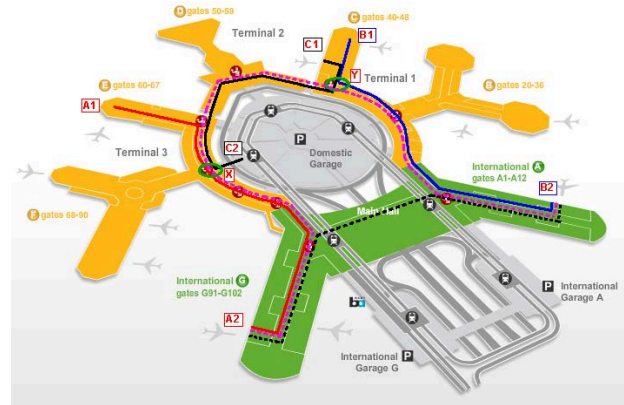 D gates 50-59
C gates 40-48
Terminal 2
C1
B1
Y
Terminal 1
E gates 60-67
B gates 20-36
A1
P
Domestic
Garage
C2
Terminal 3
X
International A
gates A1-A12
B2
F gates 68-90
Main Hall
International G
gates G91-G102
P
International
Garage A
A2
International
Garage G
P